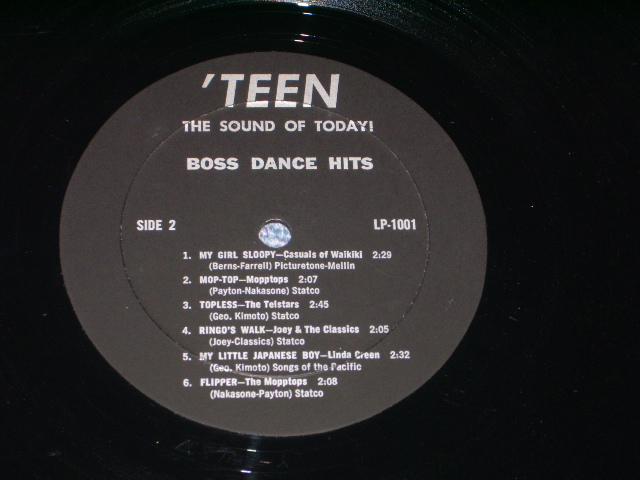 'TEEN
THE SOUND OF TODAY!
BOSS DANCE HITS
SIDE 2 LP-1001
1. MY GIRL SLOOPY—Casuals of Waikiki 2:29
(Berns-Farrell) Picturetone-Mellin
2. MOP-TOP—Mopptops 2:07
(Payton-Nakasone) Statco
3. TOPLESS—The Telstars 2:45
(Geo. Kimoto) Statco
4. RINGO'S WALK—Joey & The Classics 2:05
(Joey-Classics) Statco
5. MY LITTLE JAPANESE BOY—Linda Green 2:32
(Geo. Kimoto) Songs of the Pacific
6. FLIPPER—The Mopptops 2:08
(Nakasone-Payton) Statco